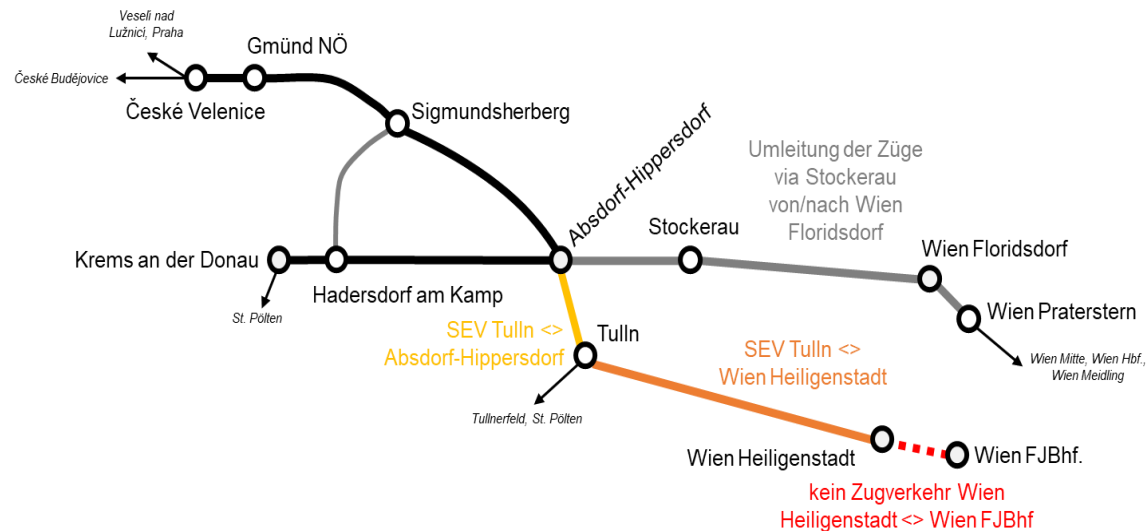 Veselí nad
Lužnicí, Praha
Gmünd NÖ
České Budějovice
České Velenice
Sigmundsherberg
Absdorf-Hippersdorf
Umleitung der Züge
via Stockerau
von/nach Wien
Floridsdorf
Stockerau
Wien Floridsdorf
Krems an der Donau
Hadersdorf am Kamp
St. Pölten
Wien Praterstern
SEV Tulln <>
Absdorf-Hippersdorf
Tulln
SEV Tulln <>
Wien Heiligenstadt
Wien Mitte, Wien Hbf.,
Wien Meidling
Tullnerfeld, St. Pölten
Wien Heiligenstadt
Wien FJBhf.
kein Zugverkehr Wien
Heiligenstadt <> Wien FJBhf